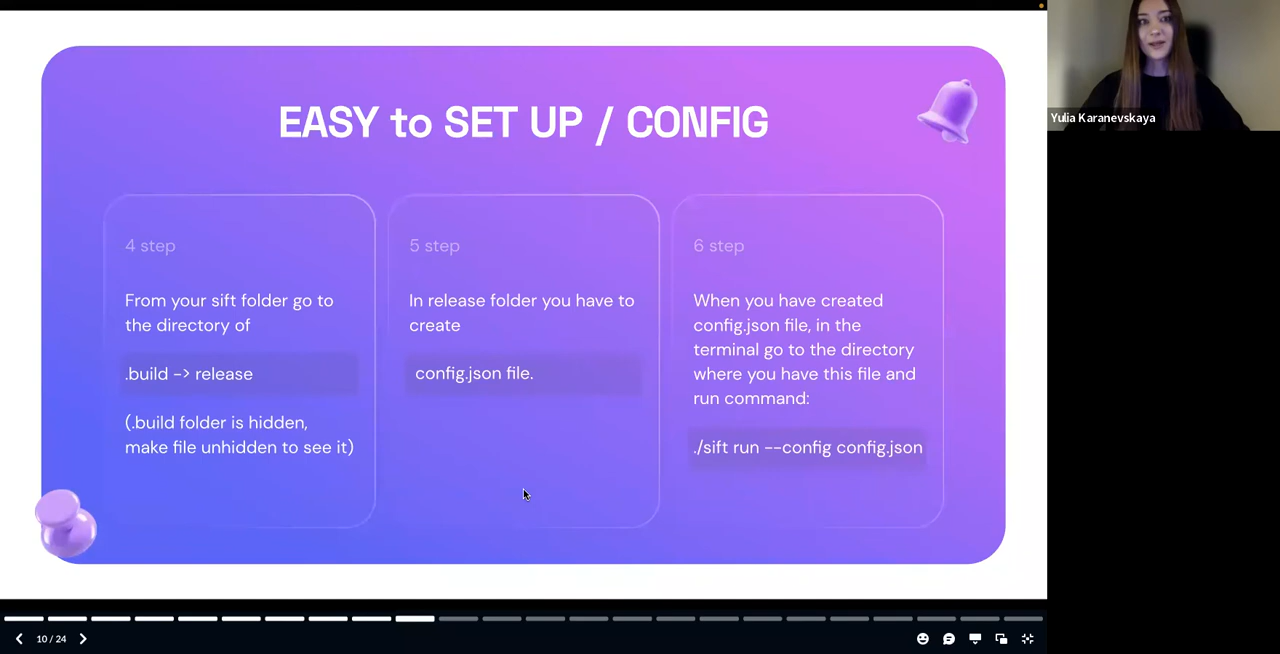 EASY to SET UP / CONFIG
4 step
From your sift folder go to
the directory of
.build -> release
(.build folder is hidden,
make file unhidden to see it)
5 step
In release folder you have to
create
config.json file.
6 step
When you have created
config.json file, in the
terminal go to the directory
where you have this file and
run command:
./sift run --config config.json
Yulia Karanevskaya
10 / 24